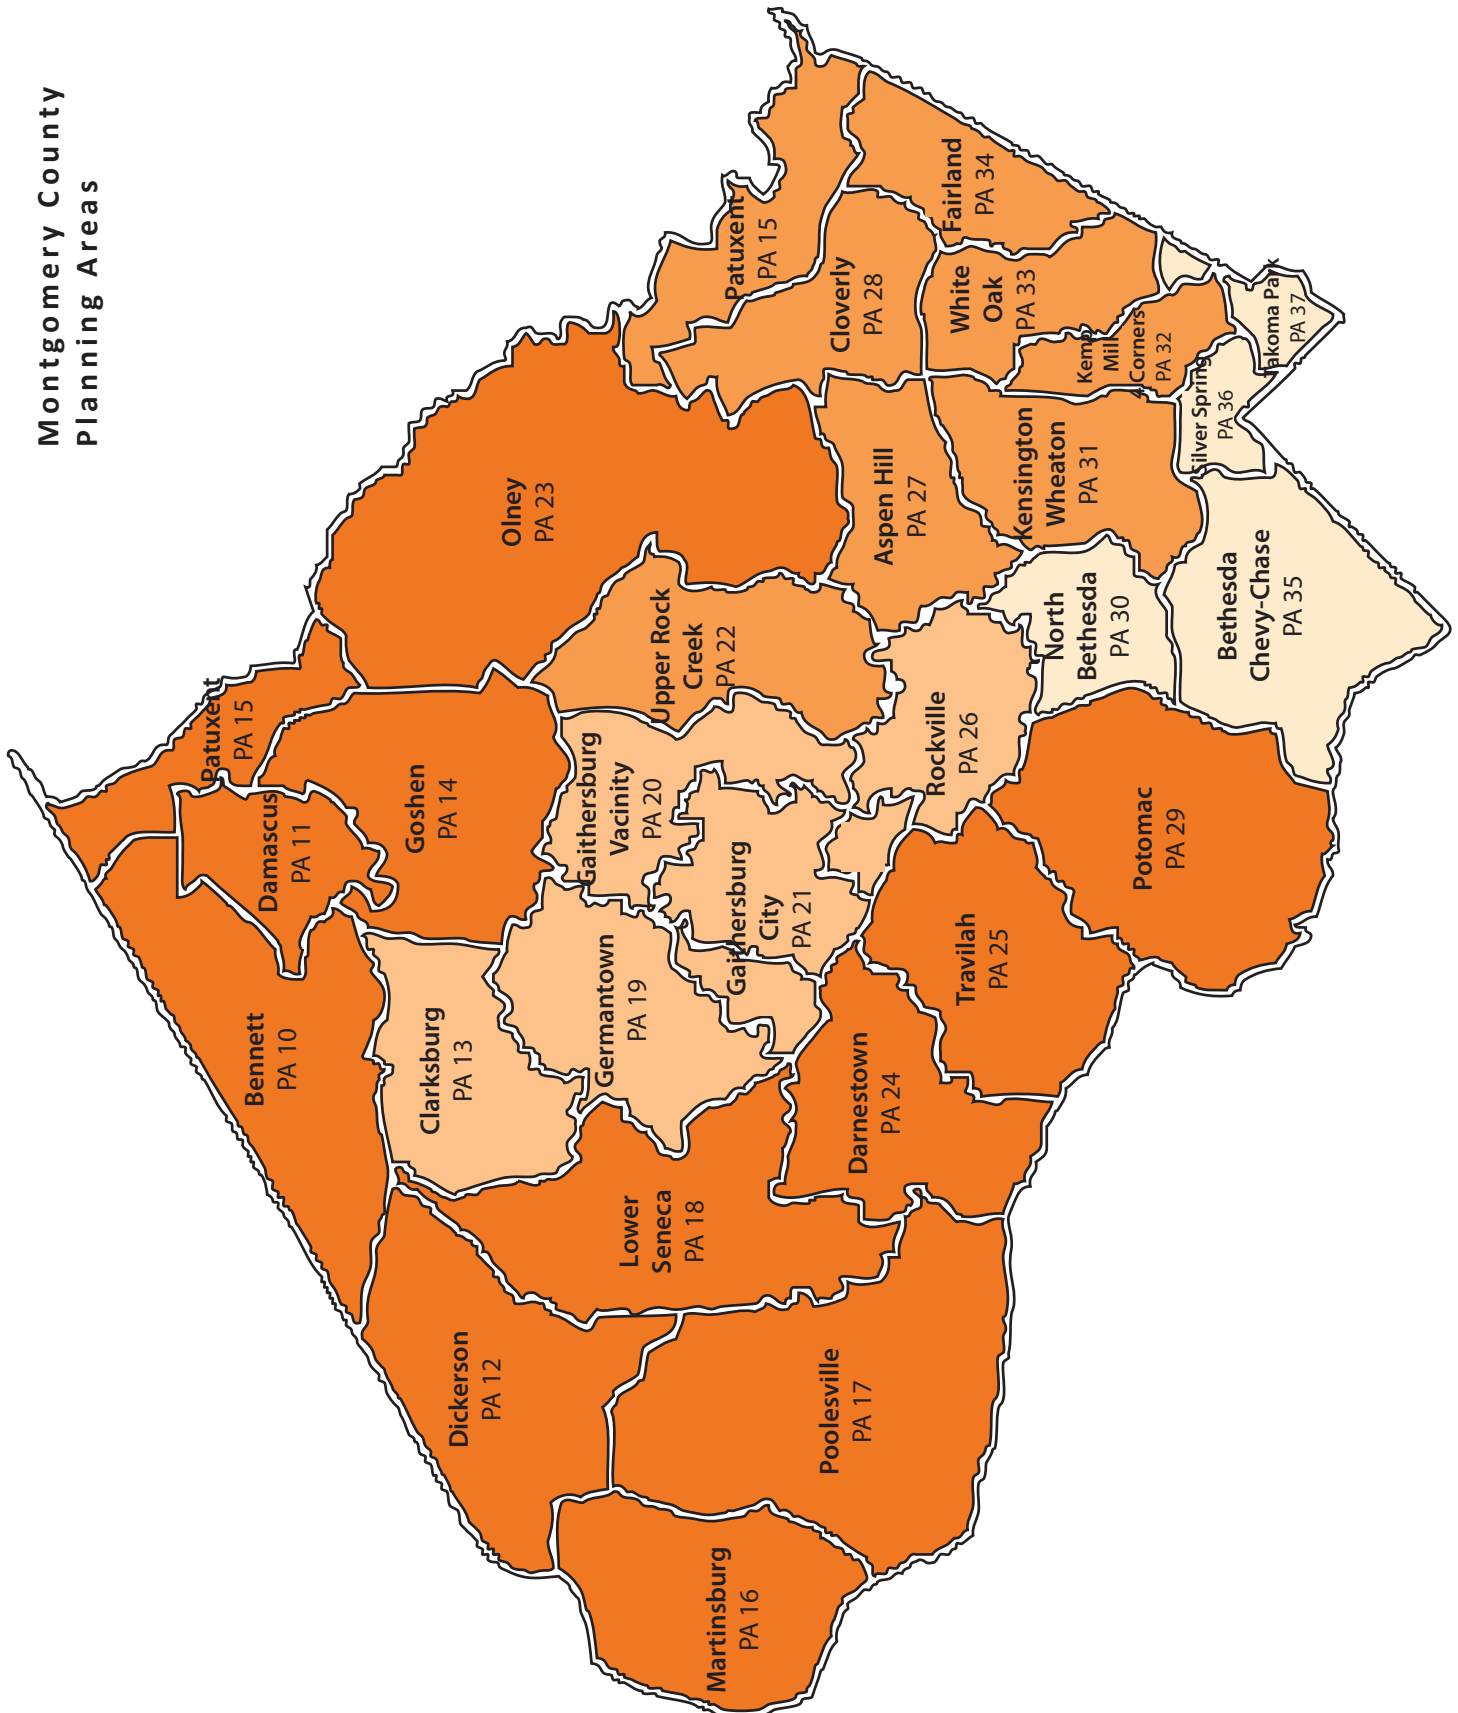 Montgomery County
Planning Areas
Martinsburg
PA 16
Dickerson
PA 12
Poolesville
PA 17
Bennett
PA 10
Clarksburg
PA 13
Lower
Seneca
PA 18
Germantown
PA 19
Darnestown
PA 24
Damascus
PA 11
Patuxent
PA 15
Goshen
PA 14
Gaithersburg
Vacinity
PA 20
Gaithersburg
City
PA 21
Travilah
PA 25
Potomac
PA 29
Rockville
PA 26
Upper Rock
Creek
PA 22
Olney
PA 23
Aspen Hill
PA 27
North
Bethesda
PA 30
Bethesda
Chevy-Chase
PA 35
Kensington
Wheaton
PA 31
Patuxent
PA 15
Cloverly
PA 28
White
Oak
PA 33
Fairland
PA 34
Kemp
Mill
4 Corners
PA 32
Silver Spring
PA 36
Takoma Park
PA 37